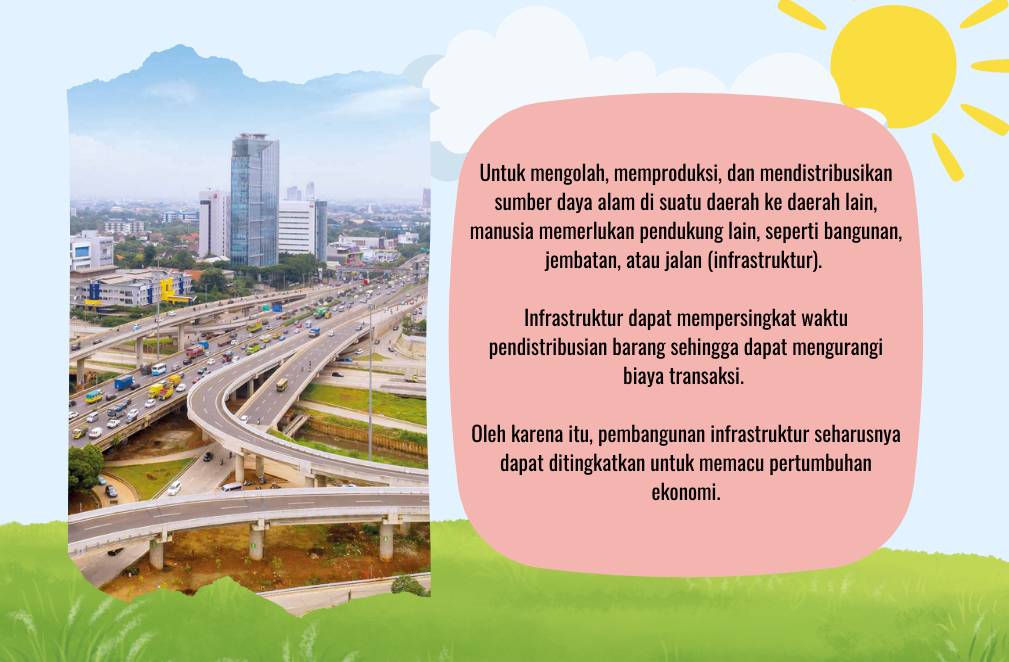 Untuk mengolah, memproduksi, dan mendistribusikan
sumber daya alam di suatu daerah ke daerah lain,
manusia memerlukan pendukung lain, seperti bangunan,
jembatan, atau jalan (infrastruktur).
Infrastruktur dapat mempersingkat waktu
pendistribusian barang sehingga dapat mengurangi
biaya transaksi.
Oleh karena itu, pembangunan infrastruktur seharusnya
dapat ditingkatkan untuk memacu pertumbuhan
ekonomi.